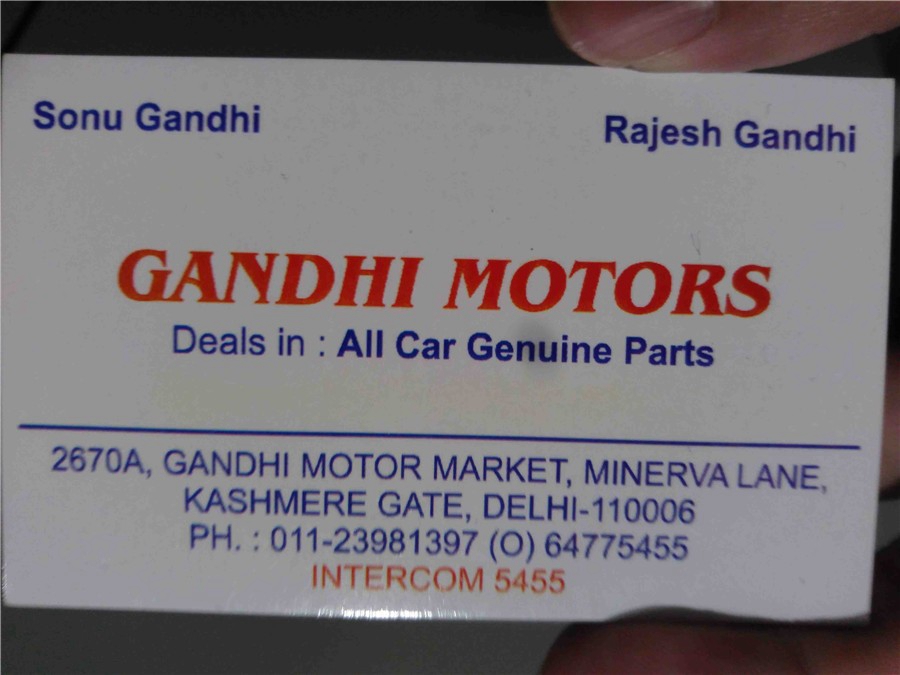 Sonu Gandhi
Rajesh Gandhi
GANDHI MOTORS
Deals in : All Car Genuine Parts
2670A, GANDHI MOTOR MARKET, MINERVA LANE,
KASHMERE GATE, DELHI-110006
PH. : 011-23981397 (O) 64775455
INTERCOM 5455